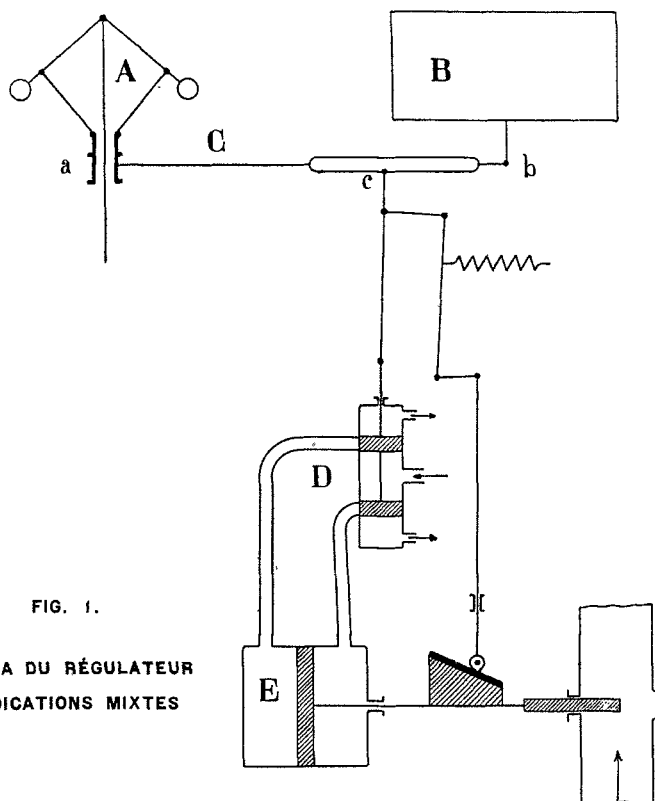 A
B
C
a
b
c
D
E
FIG. 1.
A DU RÉGULATEUR
DICATIONS MIXTES